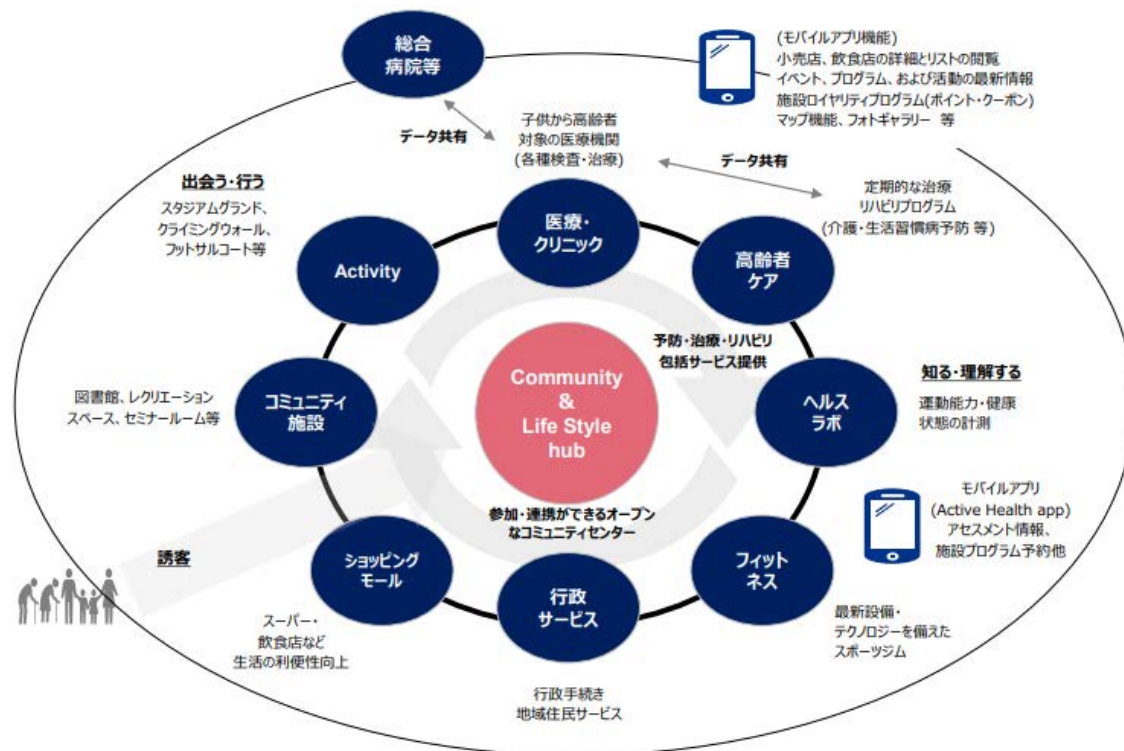 総合
病院等
(モバイルアプリ機能)
小売店、飲食店の詳細とリストの閲覧
イベント、プログラム、および活動の最新情報
施設ロイヤリティプログラム(ポイント・クーポン)
マップ機能、フォトギャラリー 等
データ共有
子供から高齢者
対象の医療機関
(各種検査・治療)
データ共有
定期的な治療
リハビリプログラム
(介護・生活習慣病予防 等)
出会う・行う
スタジアムグランド、
クライミングウォール、
フットサルコート等
医療・
クリニック
Activity
高齢者
ケア
予防・治療・リハビリ
包括サービス提供
Community
&
Life Style
hub
図書館、レクリエーション
スペース、セミナールーム等
コミュニティ
施設
ヘルス
ラボ
知る・理解する
運動能力・健康
状態の計測
モバイルアプリ
(Active Health app)
アセスメント情報、
施設プログラム予約他
参加・連携ができるオープン
なコミュニティセンター
誘客
ショッピング
モール
行政
サービス
フィット
ネス
スーパー・
飲食店など
生活の利便性向上
最新設備・
テクノロジーを備えた
スポーツジム
行政手続き
地域住民サービス